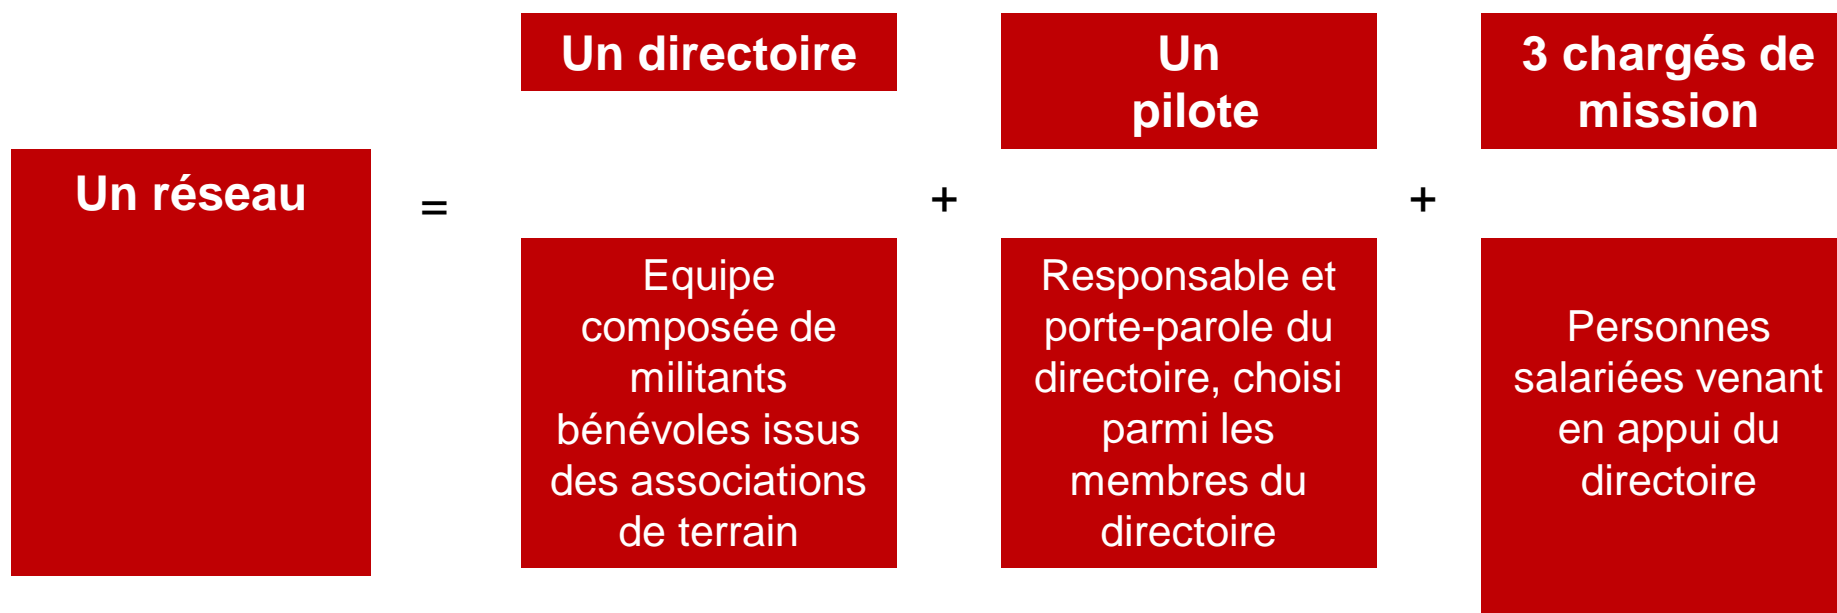 Un réseau
=
Un directoire
Equipe
composée de
militants
bénévoles issus
des associations
de terrain
+
Un
pilote
Responsable et
porte-parole du
directoire, choisi
parmi les
membres du
directoire
+
3 chargés de
mission
Personnes
salariées venant
en appui du
directoire